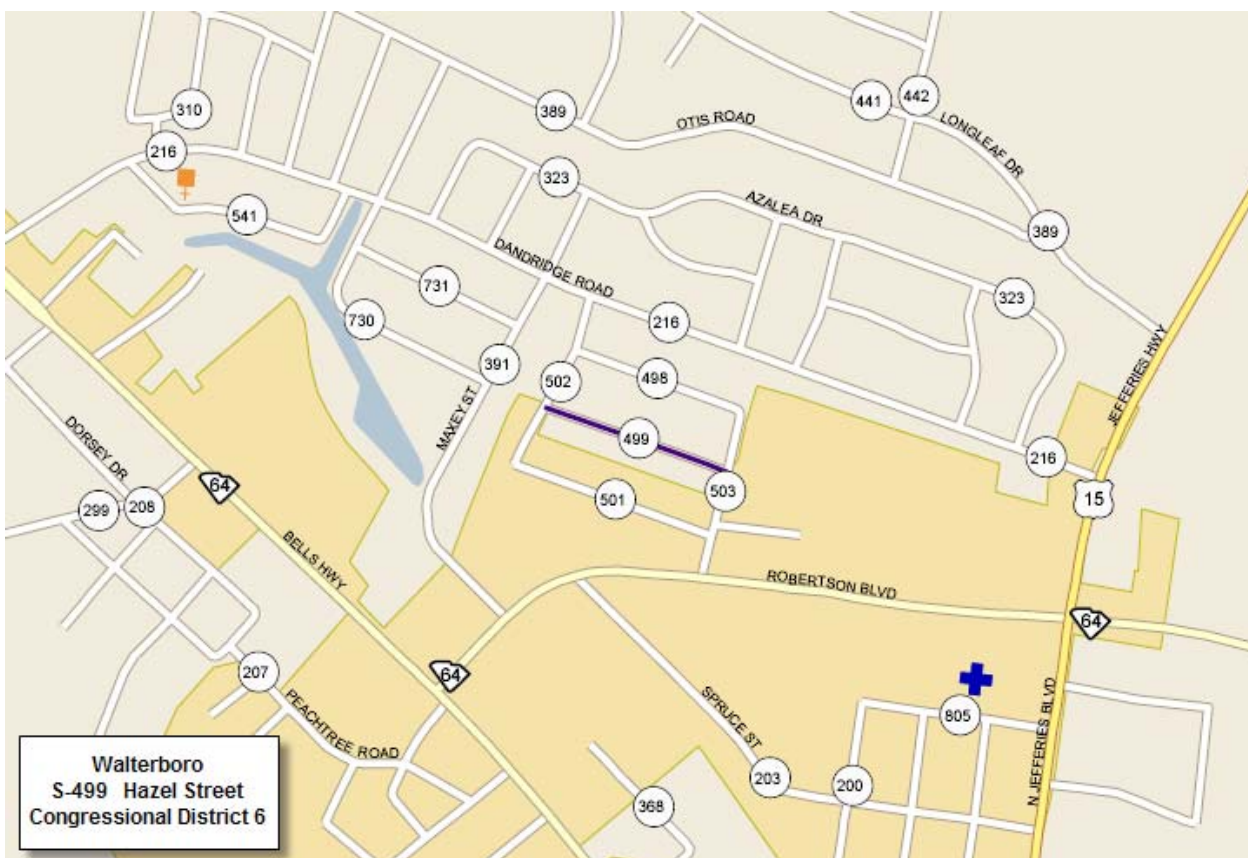 310
216
389
441
442
OTIS ROAD
LONGLEAF DR
323
541
AZALEA DR
389
DANDRIDGE ROAD
731
323
730
216
JEFFERIES HWY
391
502
498
MAXEY ST
DORSEY DR
499
216
64
503
15
299
208
501
BELLS HWY
ROBERTSON BLVD
64
64
207
PEACHTREE ROAD
SPRUCE ST
805
N JEFFERIES BLVD
203
200
368
Walterboro
S-499 Hazel Street
Congressional District 6